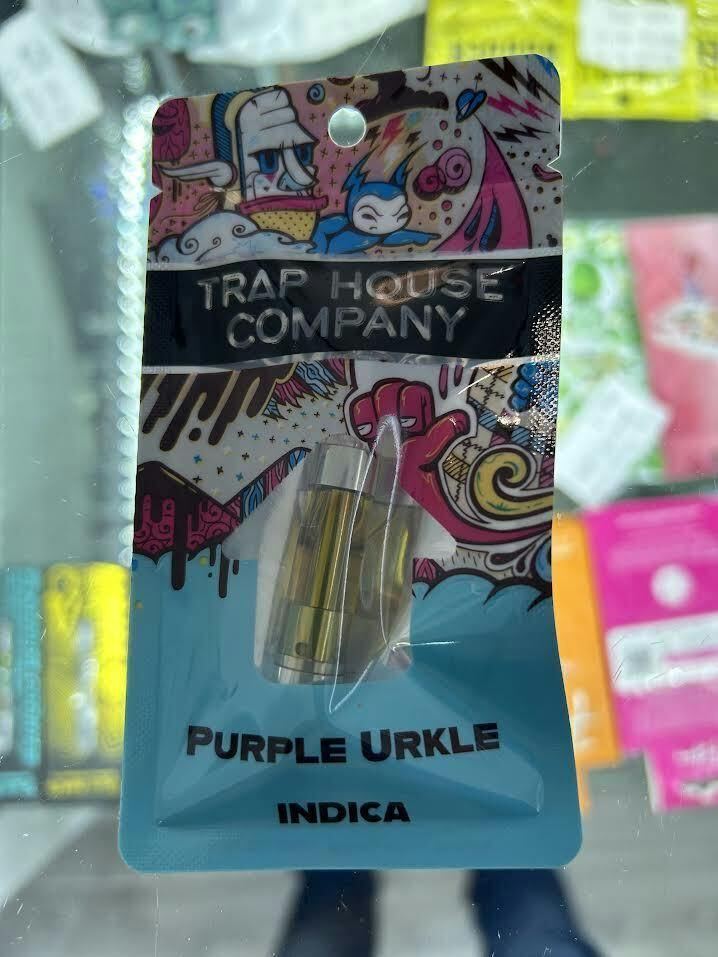 TRAP HOUSE
COMPANY
PURPLE URKLE
INDICA